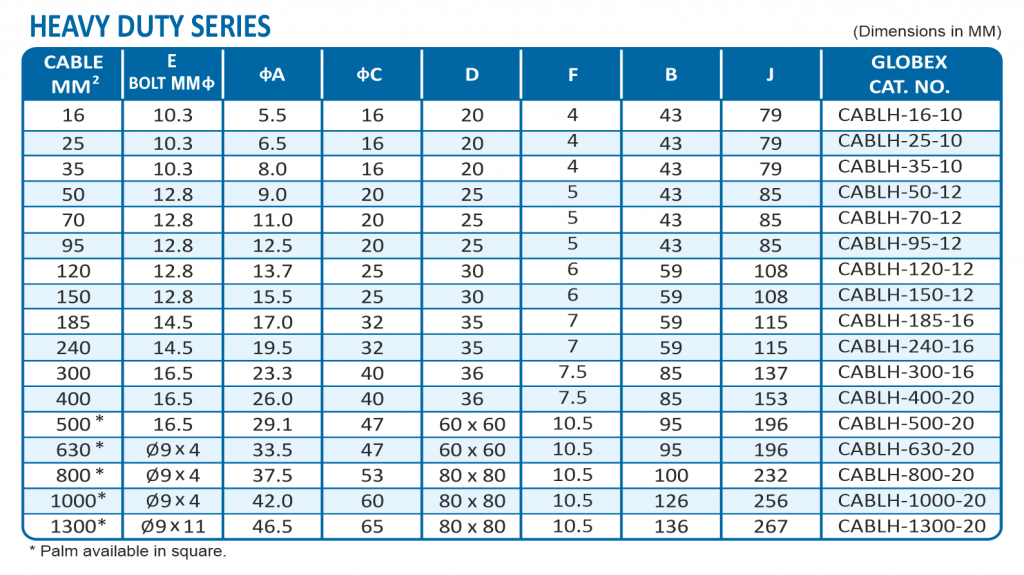 HEAVY DUTY SERIES
(Dimensions in MM)
CABLE MM² E BOLT MMϕ ϕA ϕC D F B J GLOBEX CAT. NO.
16 10.3 5.5 16 20 4 43 79 CABLH-16-10
25 10.3 6.5 16 20 4 43 79 CABLH-25-10
35 10.3 8.0 16 20 4 43 79 CABLH-35-10
50 12.8 9.0 20 25 5 43 85 CABLH-50-12
70 12.8 11.0 20 25 5 43 85 CABLH-70-12
95 12.8 12.5 20 25 5 43 85 CABLH-95-12
120 12.8 13.7 25 30 6 59 108 CABLH-120-12
150 12.8 15.5 25 30 6 59 108 CABLH-150-12
185 14.5 17.0 32 35 7 59 115 CABLH-185-16
240 14.5 19.5 32 35 7 59 115 CABLH-240-16
300 16.5 23.3 40 36 7.5 85 137 CABLH-300-16
400 16.5 26.0 40 36 7.5 85 153 CABLH-400-20
500 * 16.5 29.1 47 60 x 60 10.5 95 196 CABLH-500-20
630 * Ø9 x 4 33.5 47 60 x 60 10.5 95 196 CABLH-630-20
800 * Ø9 x 4 37.5 53 80 x 80 10.5 100 232 CABLH-800-20
1000* Ø9 x 4 42.0 60 80 x 80 10.5 126 256 CABLH-1000-20
1300* Ø9 x 11 46.5 65 80 x 80 10.5 136 267 CABLH-1300-20
* Palm available in square.